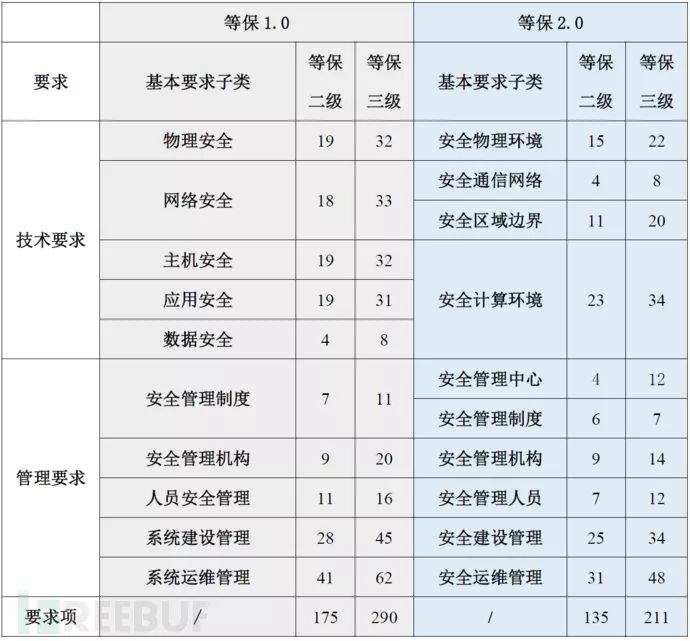 等保1.0 等保2.0
要求 基本要求子类 等保二级 等保三级 基本要求子类 等保二级 等保三级
技术要求
物理安全 19 32 安全物理环境 15 22
网络安全 18 33 安全通信网络 4 8
安全区域边界 11 20
主机安全 19 32 安全计算环境 23 34
应用安全 19 31
数据安全 4 8
管理要求
安全管理制度 7 11 安全管理中心 4 12
安全管理制度 6 7
安全管理机构 9 20 安全管理机构 9 14
人员安全管理 11 16 安全管理人员 7 12
系统建设管理 28 45 安全建设管理 25 34
系统运维管理 41 62 安全运维管理 31 48
要求项 / 175 290 / 135 211